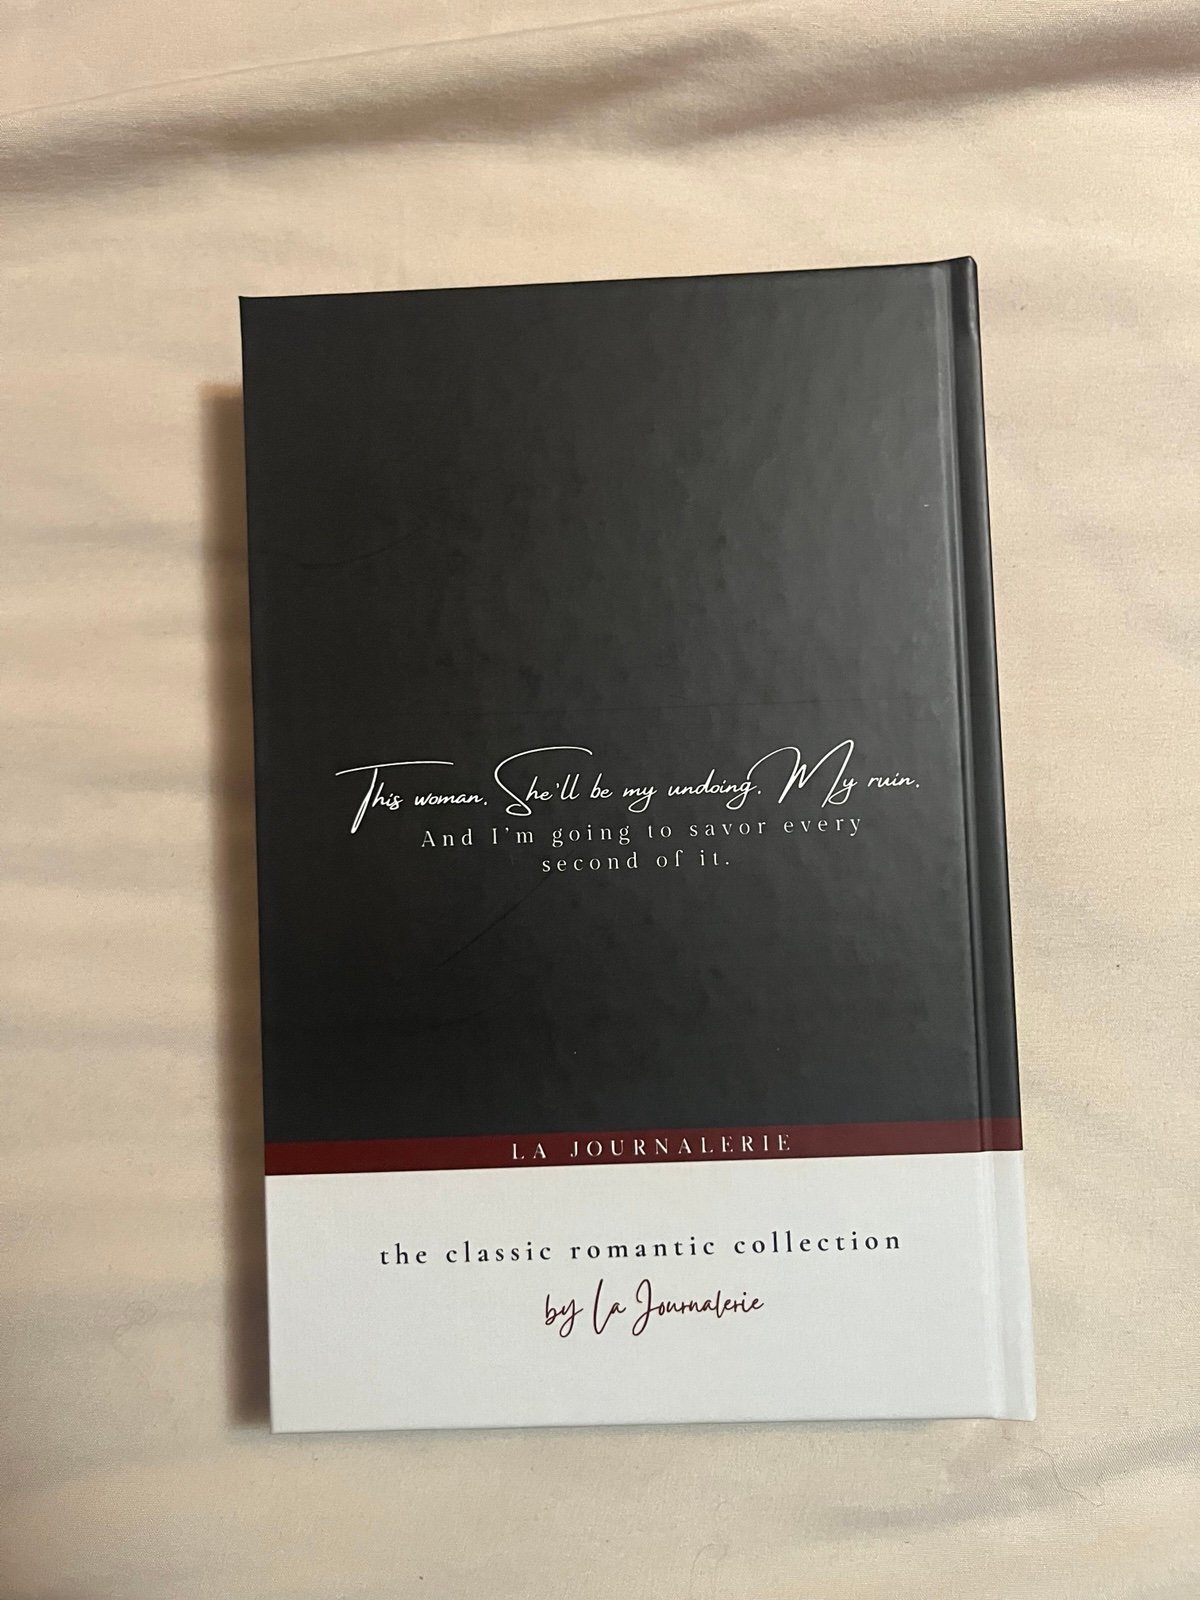 This woman. She'll be my undoing. My ruin.
And I'm going to savor every
second of it.
LA JOURNALERIE
the classic romantic collection
by La Journalerie